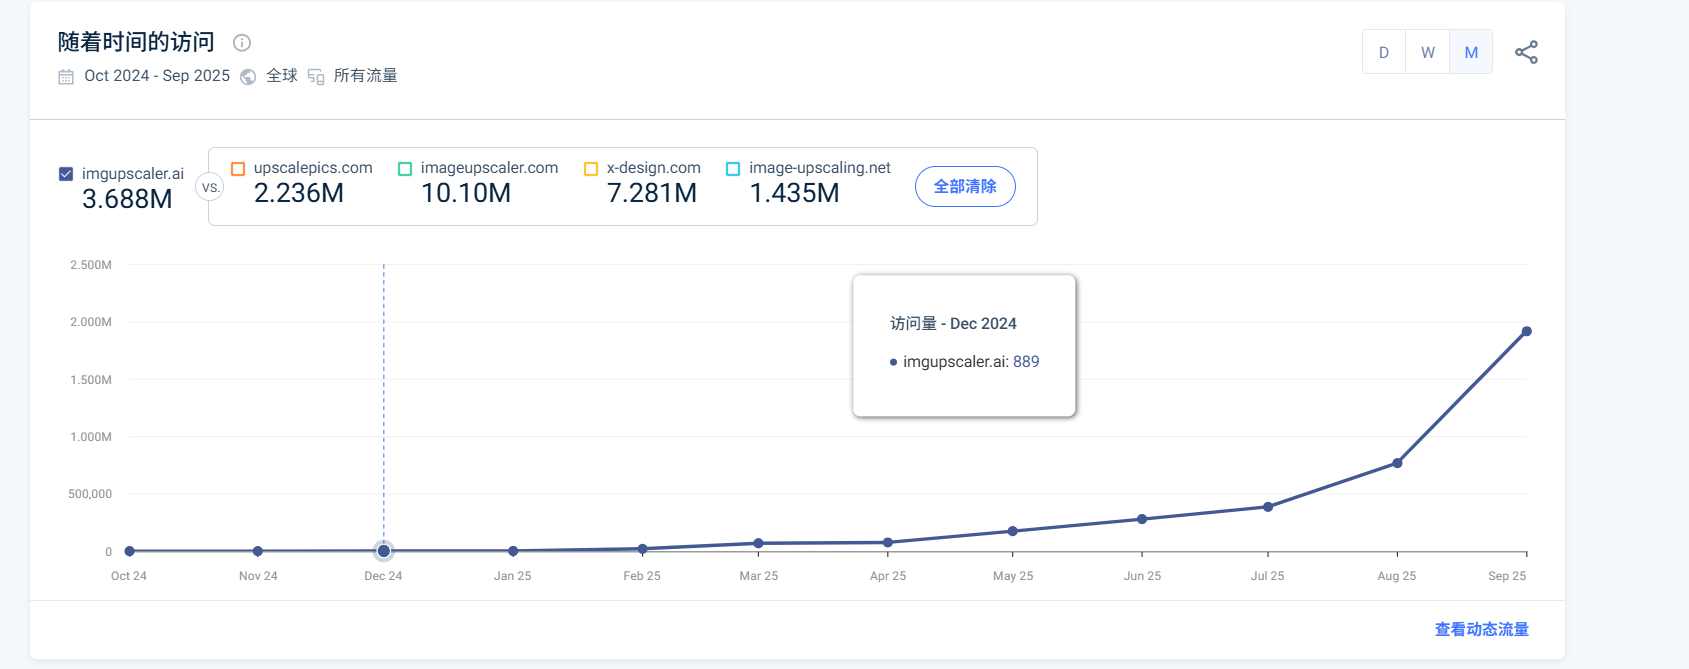 随着时间的访问
Oct 2024 - Sep 2025 全球 所有流量
D W M
imgupscaler.ai
3.688M
VS.
upscalepics.com
2.236M
imageupscaler.com
10.10M
x-design.com
7.281M
image-upscaling.net
1.435M
全部清除
2.500M
2.000M
1.500M
1.000M
500,000
0
访问量 - Dec 2024
imgupscaler.ai: 889
Oct 24 Nov 24 Dec 24 Jan 25 Feb 25 Mar 25 Apr 25 May 25 Jun 25 Jul 25 Aug 25 Sep 25
查看动态流量